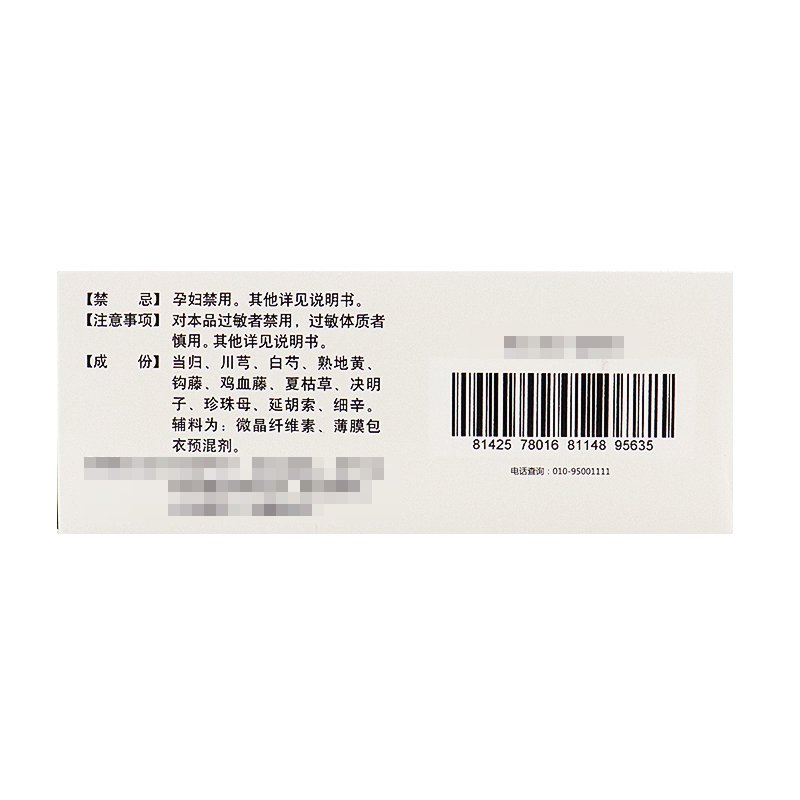 【禁　　忌】孕妇禁用。其他详见说明书。
【注意事项】对本品过敏者禁用，过敏体质者
慎用。其他详见说明书。
【成　　份】当归、川芎、白芍、熟地黄、
钩藤、鸡血藤、夏枯草、决明
子、珍珠母、延胡索、细辛。
辅料为：微晶纤维素、薄膜包
衣预混剂。
81425 78016 81148 95635
电话查询：010-95001111